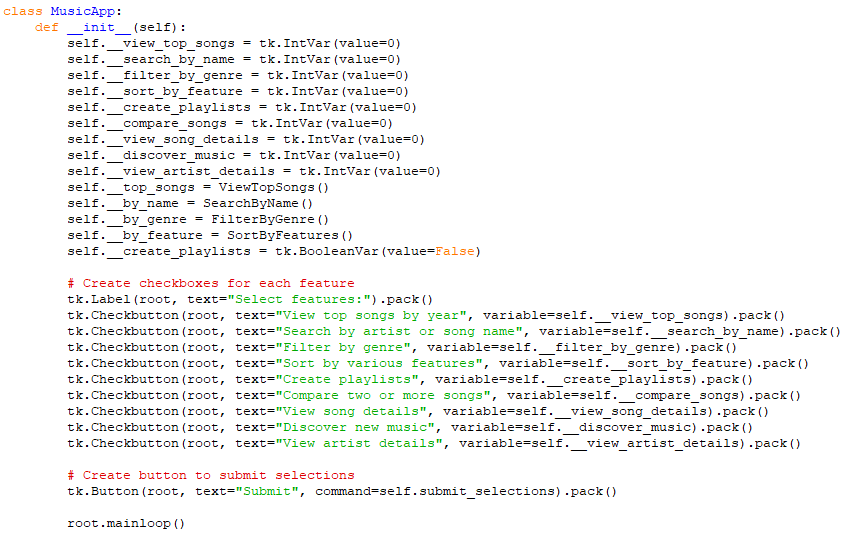 class MusicApp:
    def __init__(self):
        self.__view_top_songs = tk.IntVar(value=0)
        self.__search_by_name = tk.IntVar(value=0)
        self.__filter_by_genre = tk.IntVar(value=0)
        self.__sort_by_feature = tk.IntVar(value=0)
        self.__create_playlists = tk.IntVar(value=0)
        self.__compare_songs = tk.IntVar(value=0)
        self.__view_song_details = tk.IntVar(value=0)
        self.__discover_music = tk.IntVar(value=0)
        self.__view_artist_details = tk.IntVar(value=0)
        self.__top_songs = ViewTopSongs()
        self.__by_name = SearchByName()
        self.__by_genre = FilterByGenre()
        self.__by_feature = SortByFeatures()
        self.__create_playlists = tk.BooleanVar(value=False)

        # Create checkboxes for each feature
        tk.Label(root, text="Select features:").pack()
        tk.Checkbutton(root, text="View top songs by year", variable=self.__view_top_songs).pack()
        tk.Checkbutton(root, text="Search by artist or song name", variable=self.__search_by_name).pack()
        tk.Checkbutton(root, text="Filter by genre", variable=self.__filter_by_genre).pack()
        tk.Checkbutton(root, text="Sort by various features", variable=self.__sort_by_feature).pack()
        tk.Checkbutton(root, text="Create playlists", variable=self.__create_playlists).pack()
        tk.Checkbutton(root, text="Compare two or more songs", variable=self.__compare_songs).pack()
        tk.Checkbutton(root, text="View song details", variable=self.__view_song_details).pack()
        tk.Checkbutton(root, text="Discover new music", variable=self.__discover_music).pack()
        tk.Checkbutton(root, text="View artist details", variable=self.__view_artist_details).pack()

        # Create button to submit selections
        tk.Button(root, text="Submit", command=self.submit_selections).pack()

        root.mainloop()